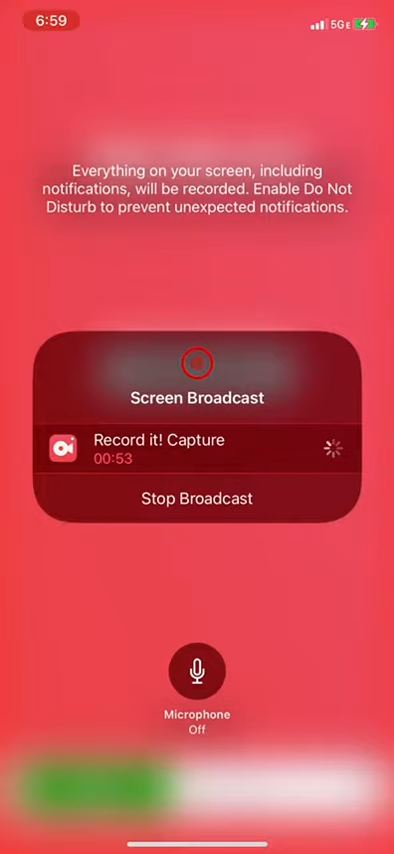 6:59
5GE
Everything on your screen, including
notifications, will be recorded. Enable Do Not
Disturb to prevent unexpected notifications.
Screen Broadcast
Record it! Capture
00:53
Stop Broadcast
Microphone
Off